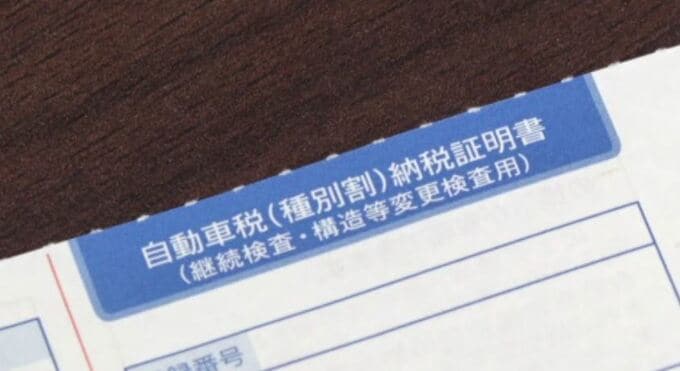 自動車税(種別割)納税証明書
(継続検査・構造等変更検査用)
録番号